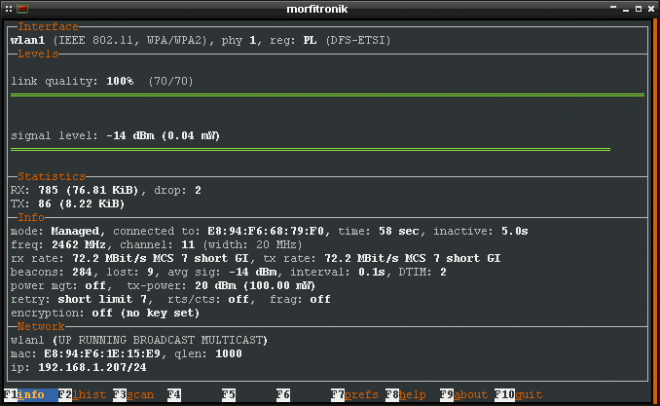 morfitronik
Interface
wlan1 (IEEE 802.11, WPA/WPA2), phy 1, reg: PL (DFS-ETSI)
Levels
link quality: 100% (70/70)
signal level: -14 dBm (0.04 mW)
Statistics
RX: 785 (76.81 KiB), drop: 2
TX: 86 (8.22 KiB)
Info
mode: Managed, connected to: E8:94:F6:68:79:F0, time: 58 sec, inactive: 5.0s
freq: 2462 MHz, channel: 11 (width: 20 MHz)
rx rate: 72.2 MBit/s MCS 7 short GI, tx rate: 72.2 MBit/s MCS 7 short GI
beacons: 284, lost: 9, avg sig: -14 dBm, interval: 0.1s, DTIM: 2
power mgt: off, tx-power: 20 dBm (100.00 mW)
retry: short limit 7, rts/cts: off, frag: off
encryption: off (no key set)
Network
wlan1 (UP RUNNING BROADCAST MULTICAST)
mac: E8:94:F6:1E:15:E9, qlen: 1000
ip: 192.168.1.207/24
F1info F2lhist F3scan F4 F5 F6 F7prefs F8help F9about F10quit